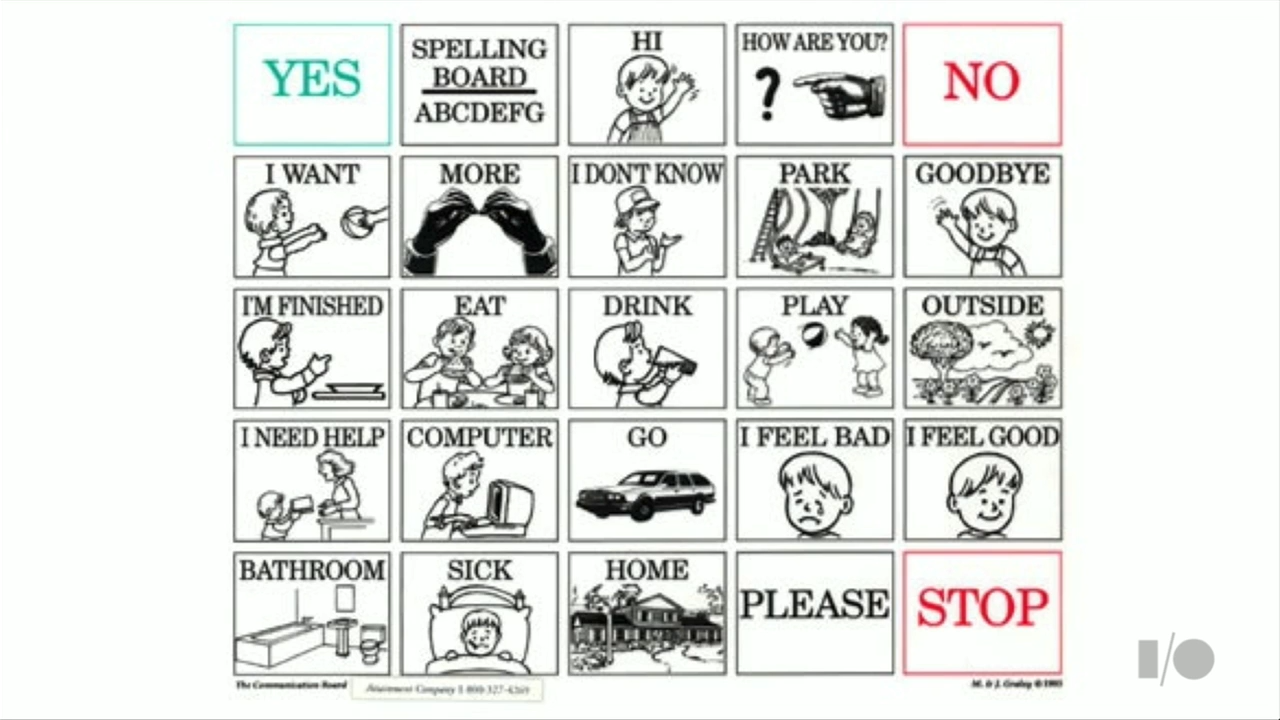 YES
SPELLING
BOARD
ABCDEFG
HI
HOW ARE YOU?
?
NO
I WANT
MORE
I DON'T KNOW
PARK
GOODBYE
I'M FINISHED
EAT
DRINK
PLAY
OUTSIDE
I NEED HELP
COMPUTER
GO
I FEEL BAD
I FEEL GOOD
BATHROOM
SICK
HOME
PLEASE
STOP
The Communication Board
Attainment Company 1-800-327-4269
I/O